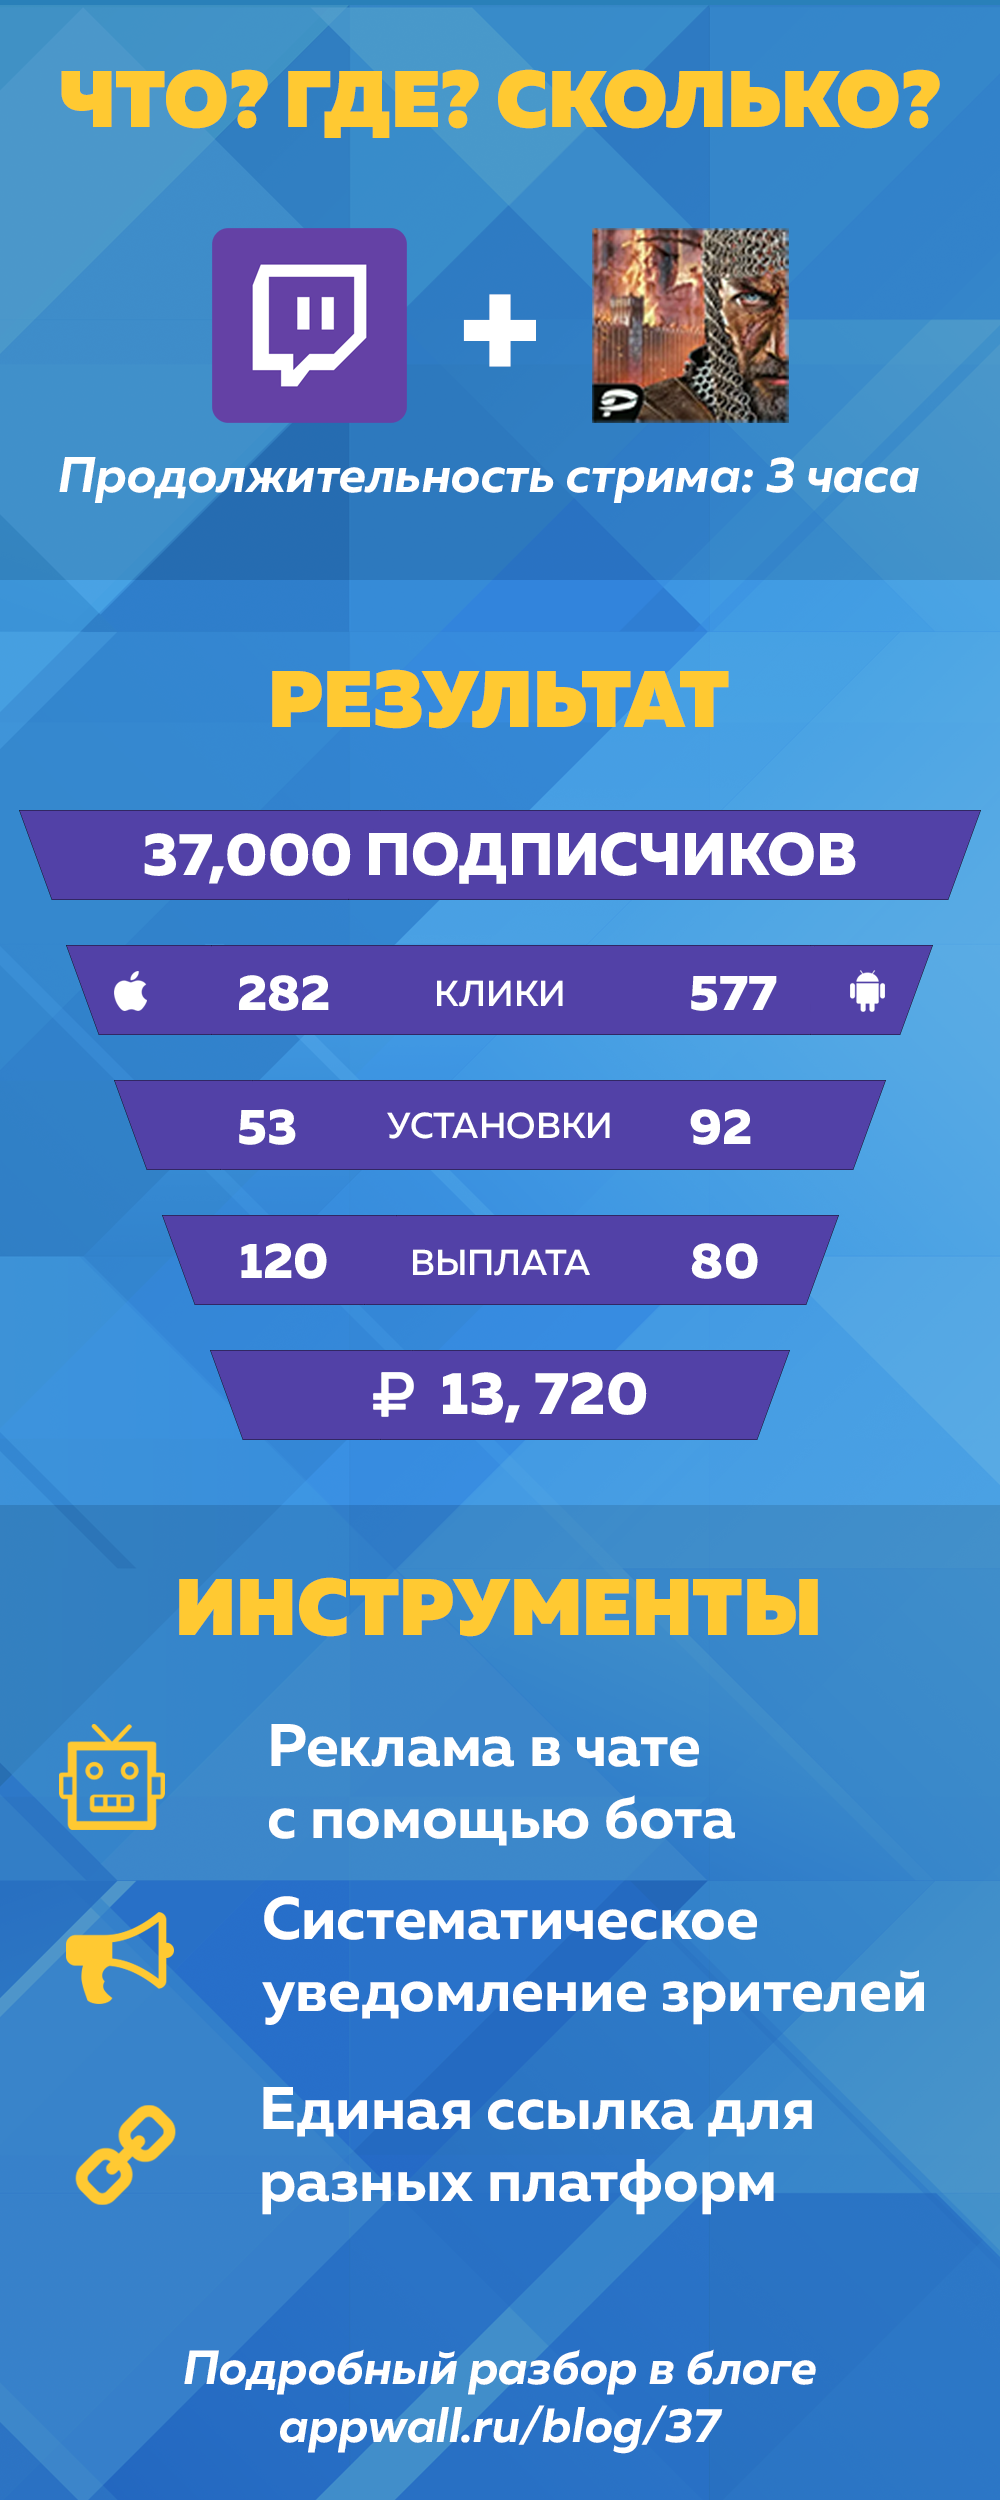 ЧТО? ГДЕ? СКОЛЬКО?
Продолжительность стрима: 3 часа
РЕЗУЛЬТАТ
37,000 ПОДПИСЧИКОВ
282 КЛИКИ 577
53 УСТАНОВКИ 92
120 ВЫПЛАТА 80
₽ 13, 720
ИНСТРУМЕНТЫ
Реклама в чате
с помощью бота
Систематическое
уведомление зрителей
Единая ссылка для
разных платформ
Подробный разбор в блоге
appwall.ru/blog/37